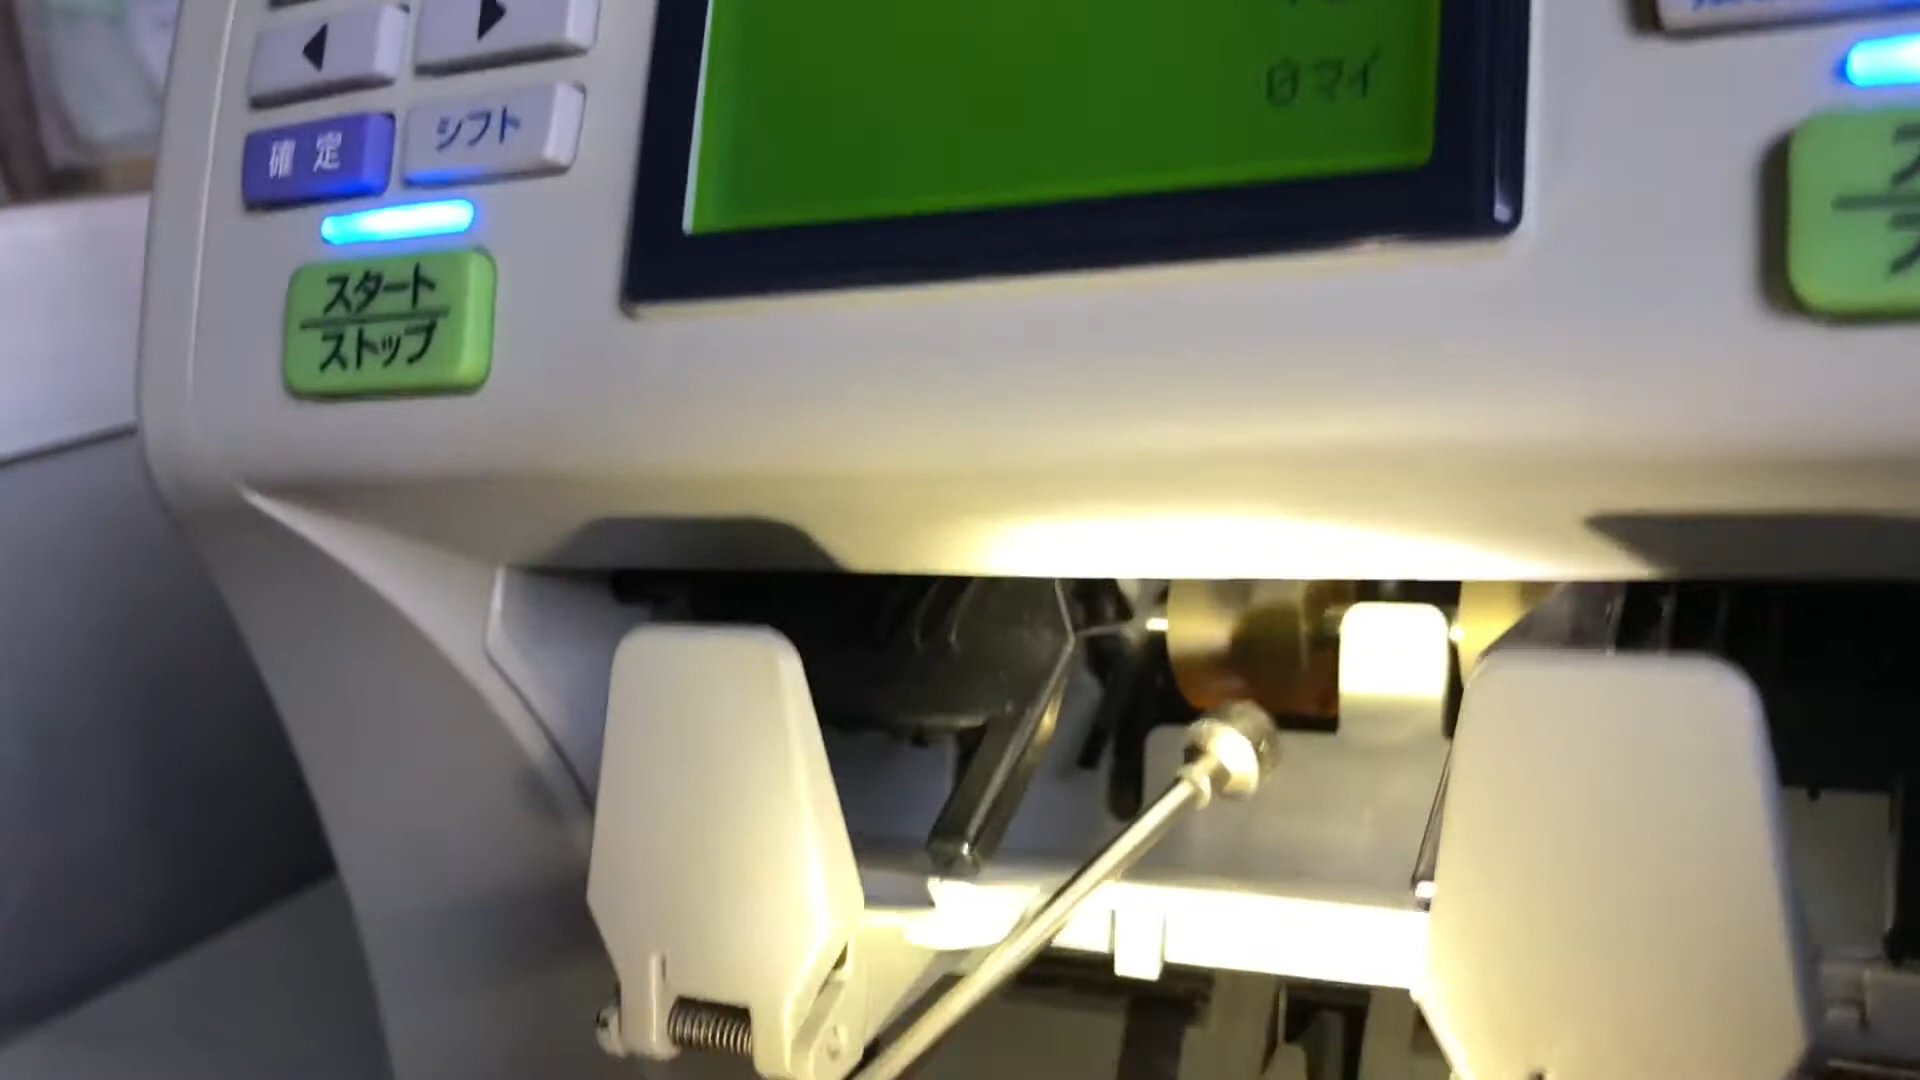 0マイ
シフト
確定
スタート
ストップ